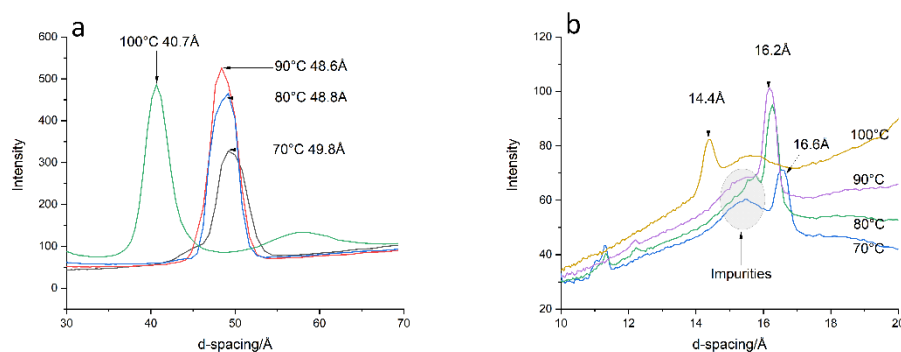 a
100°C 40.7Å
90°C 48.6Å
80°C 48.8A
70°C 49.8Å
Intensity
600
500
400
300
200
100
0
30
40
50
60
70
d-spacing/Å
b
16.2Å
14.4Å
100°C
16.6Å
90°C
80°C
70°C
Impurities
Intensity
120
100
80
60
40
20
10
12
14
16
18
20
d-spacing/Å